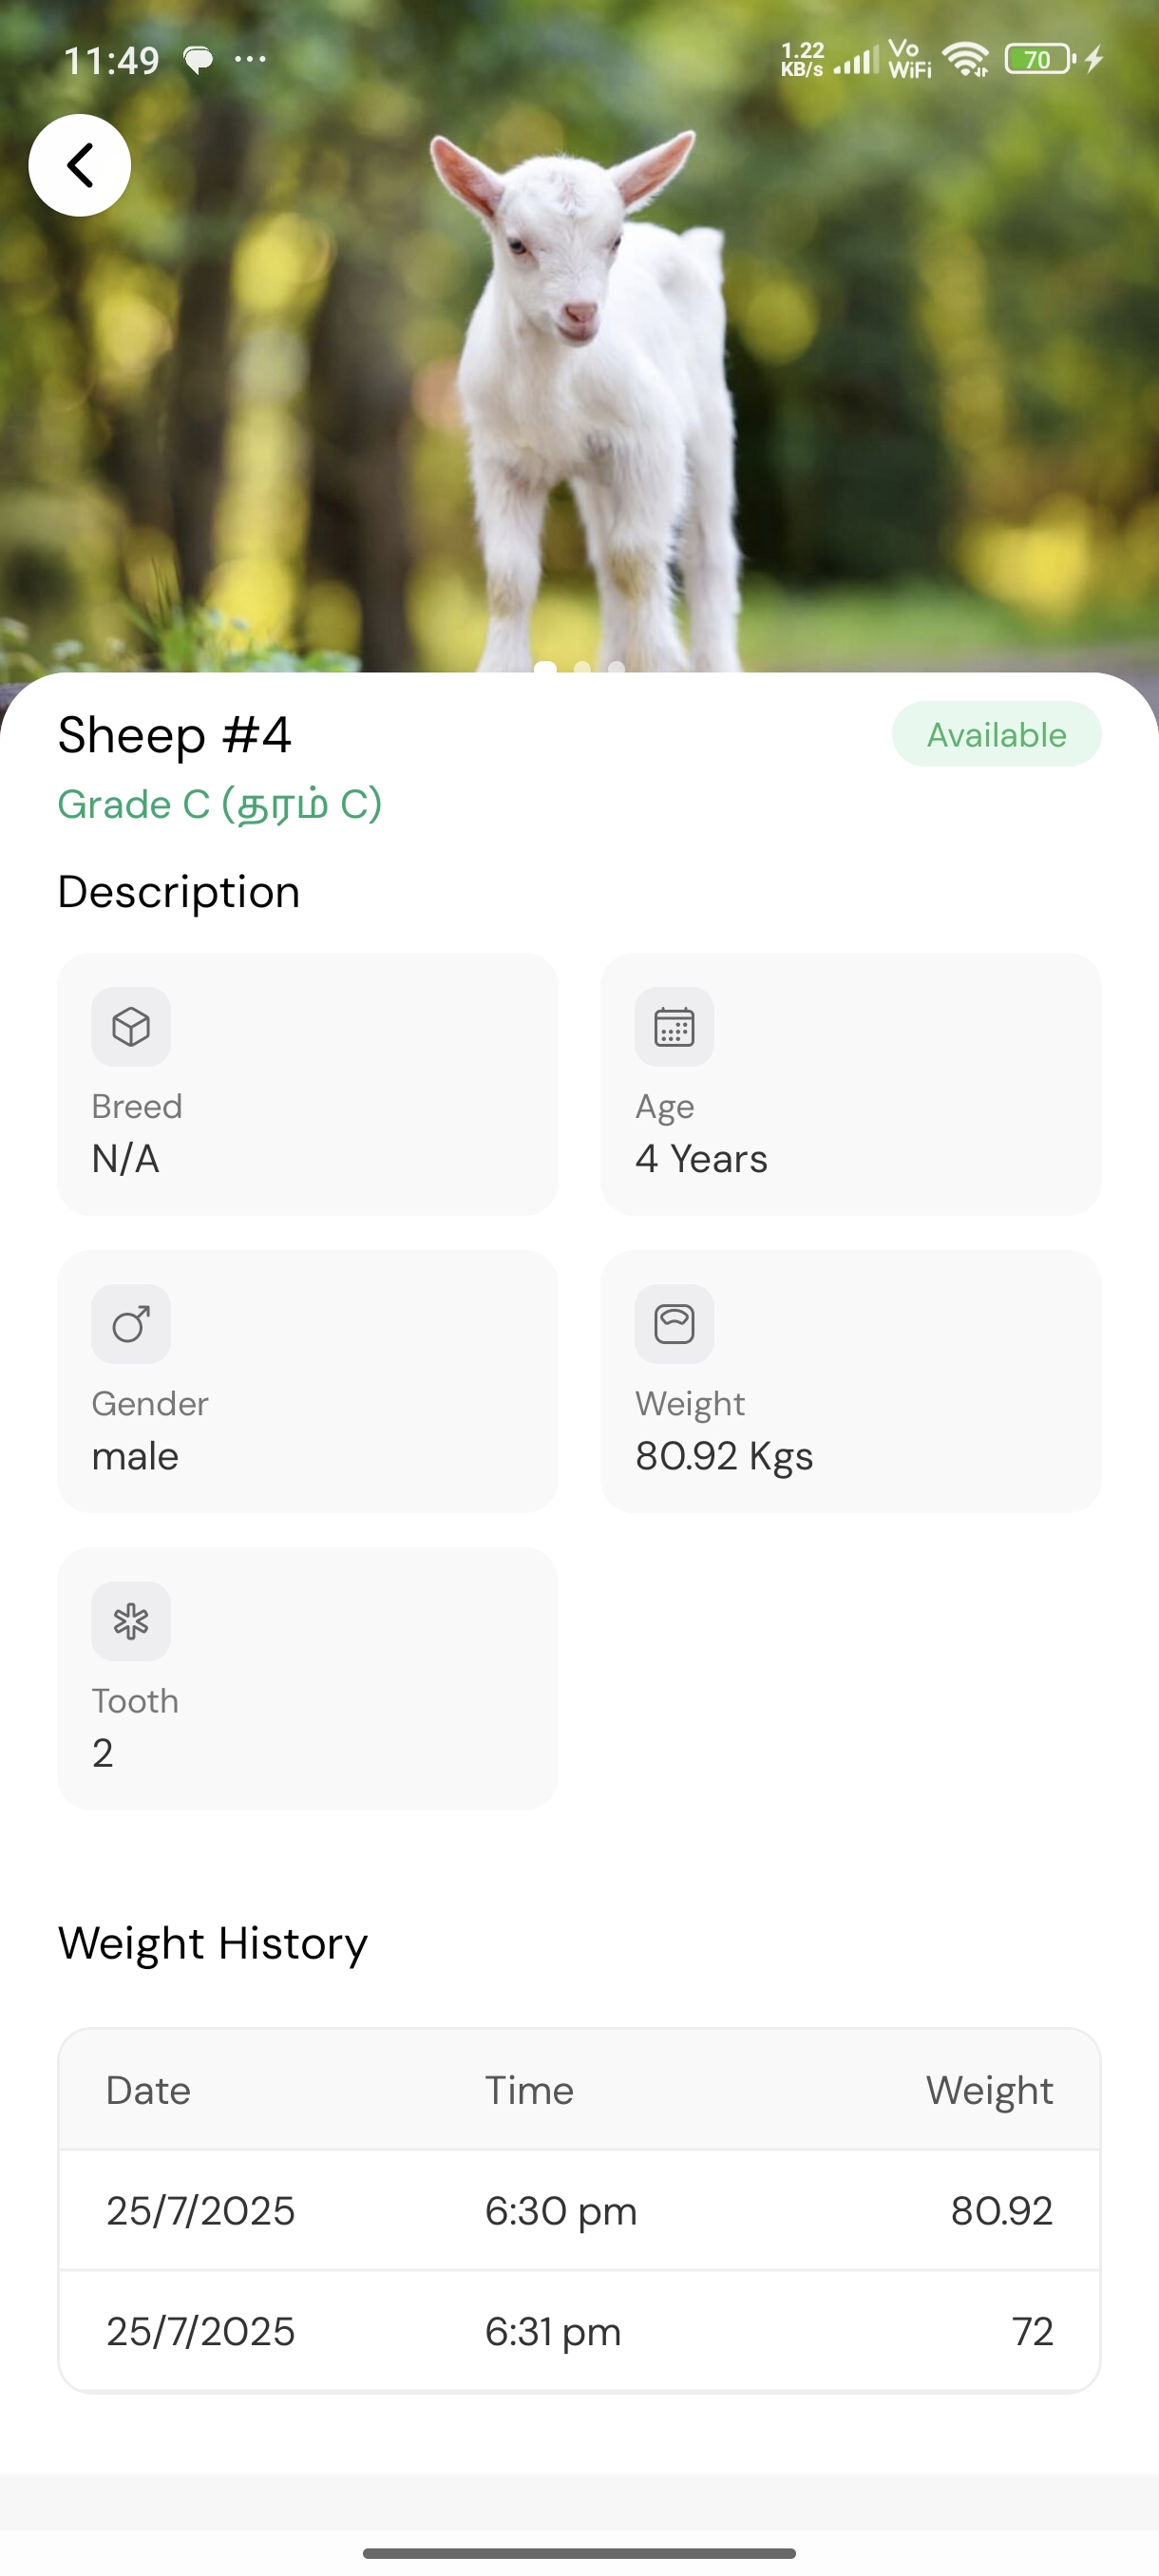 11:49 ... 1.22 KB/s Vo WiFi 70
Sheep #4 Available
Grade C (தரம் C)
Description
Breed Age
N/A 4 Years
Gender Weight
male 80.92 Kgs
Tooth
2
Weight History
Date Time Weight
25/7/2025 6:30 pm 80.92
25/7/2025 6:31 pm 72